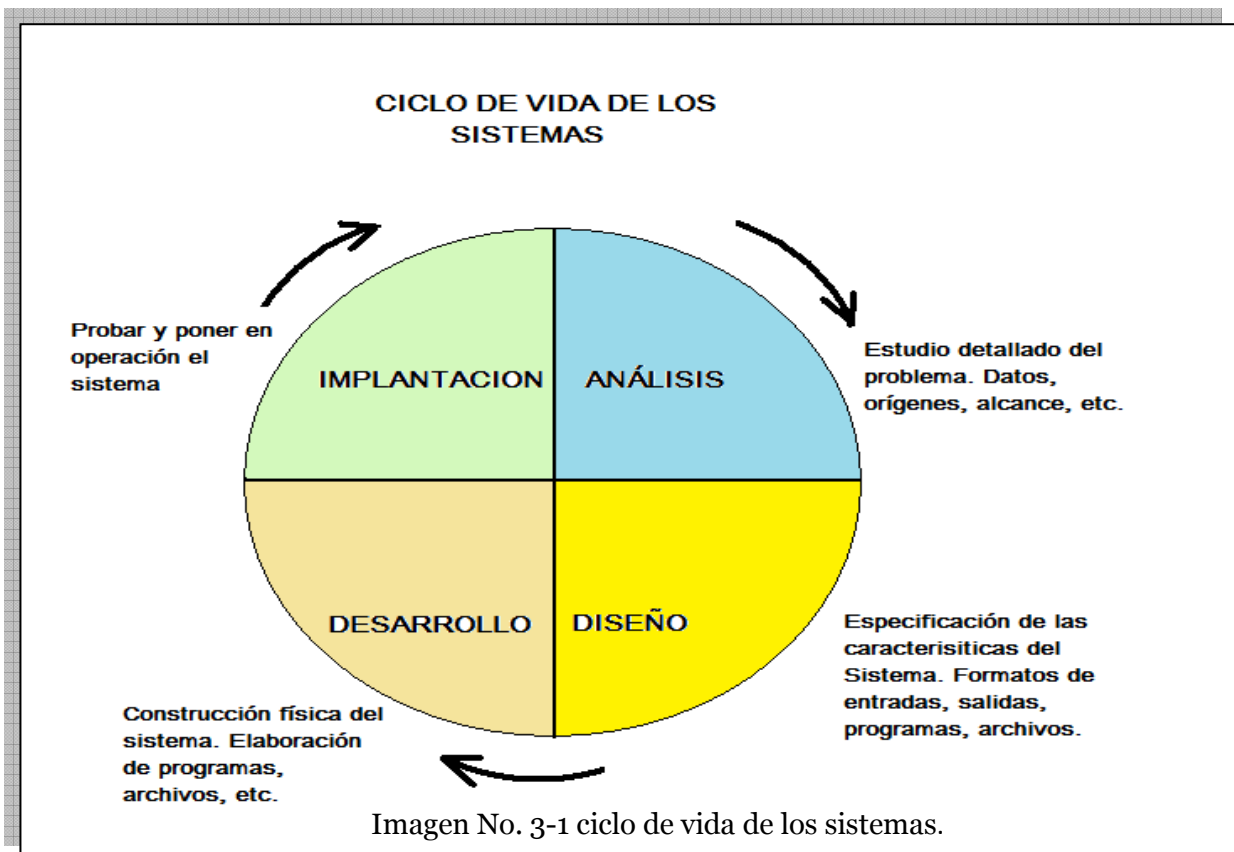 CICLO DE VIDA DE LOS
SISTEMAS
Probar y poner en
operación el
sistema
IMPLANTACION
ANÁLISIS
Estudio detallado del
problema. Datos,
orígenes, alcance, etc.
DESARROLLO
DISEÑO
Especificación de las
caracterisiticas del
Sistema. Formatos de
entradas, salidas,
programas, archivos.
Construcción física del
sistema. Elaboración
de programas,
archivos, etc.
Imagen No. 3-1 ciclo de vida de los sistemas.